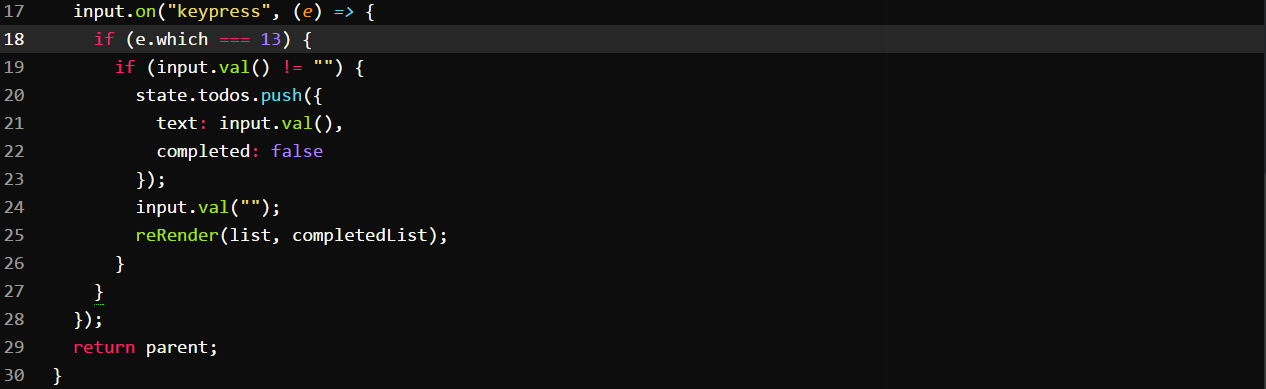 17 input.on("keypress", (e) => {
18 if (e.which === 13) {
19 if (input.val() != "") {
20 state.todos.push({
21 text: input.val(),
22 completed: false
23 });
24 input.val("");
25 reRender(list, completedList);
26 }
27 }
28 });
29 return parent;
30 }